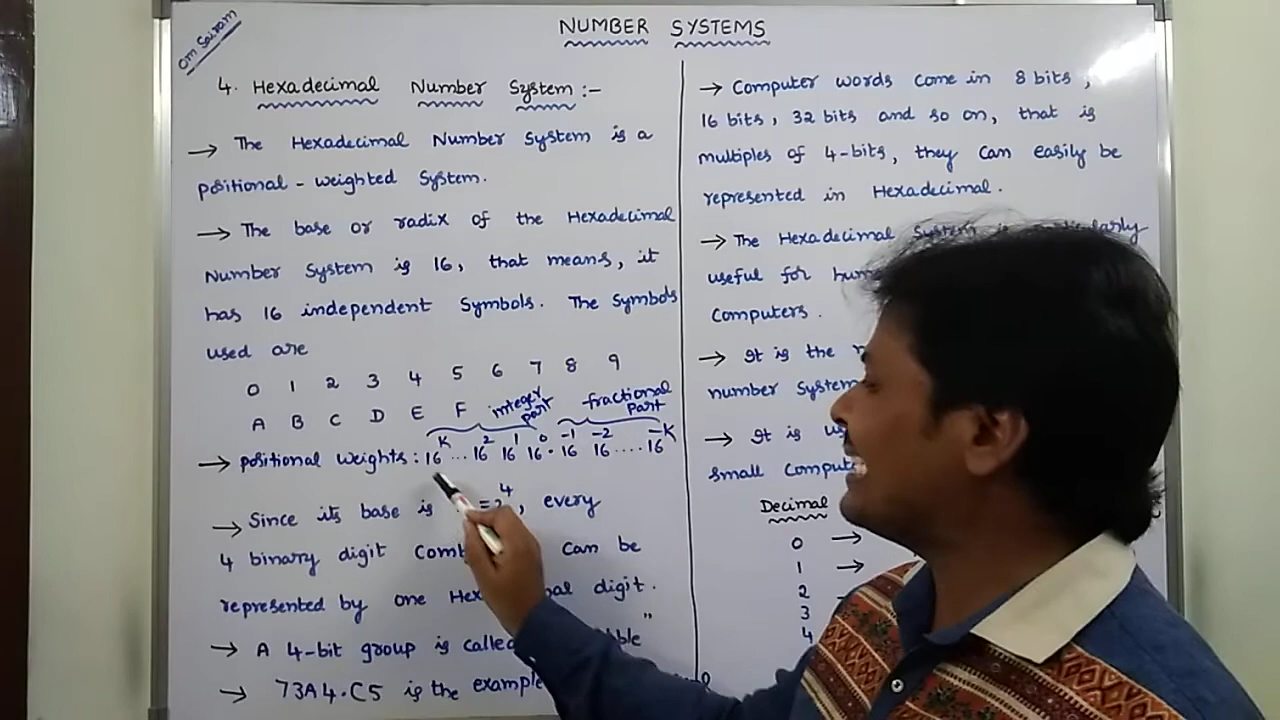 Om Sairam
NUMBER SYSTEMS
4. Hexadecimal Number System :-
→ The Hexadecimal Number System is a
positional - weighted System.
→ The base or radix of the Hexadecimal
Number System is 16, that means, it
has 16 independent Symbols. The Symbols
used are
0 1 2 3 4 5 6 7 8 9
A B C D E F
integer part
fractional part
→ positional weights : 16^K ... 16^2 16^1 16^0 . 16^-1 16^-2 .... 16^-K
→ Since its base is =2^4, every
4 binary digit can be
represented by one digit.
→ A 4-bit group is called "
→ 73A4.C5 is the example
→ Computer words come in 8 bits,
16 bits, 32 bits and so on, that is
multiples of 4-bits, they can easily be
represented in Hexadecimal.
→ The Hexadecimal System
useful for
Computers.
→ It is the
number System
→ It is
Small
Decimal
0 →
1 →
2
3
4